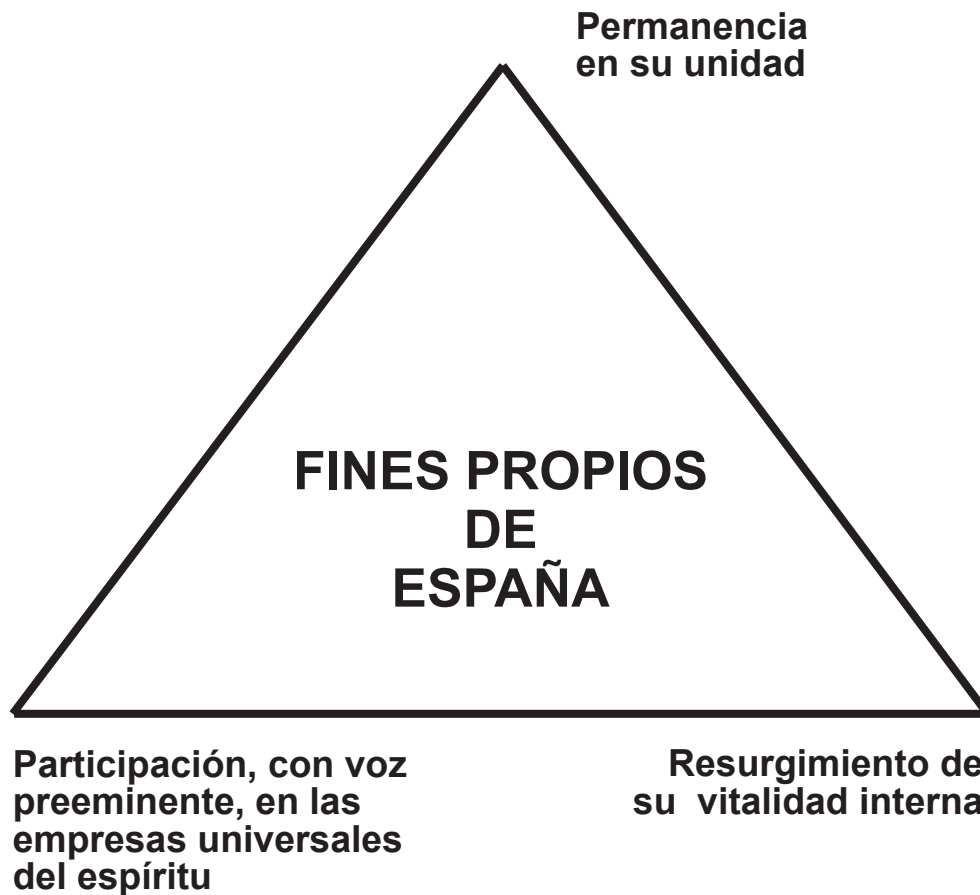 Permanencia
en su unidad
FINES PROPIOS
DE
ESPAÑA
Participación, con voz
preeminente, en las
empresas universales
del espíritu
Resurgimiento de
su vitalidad interna